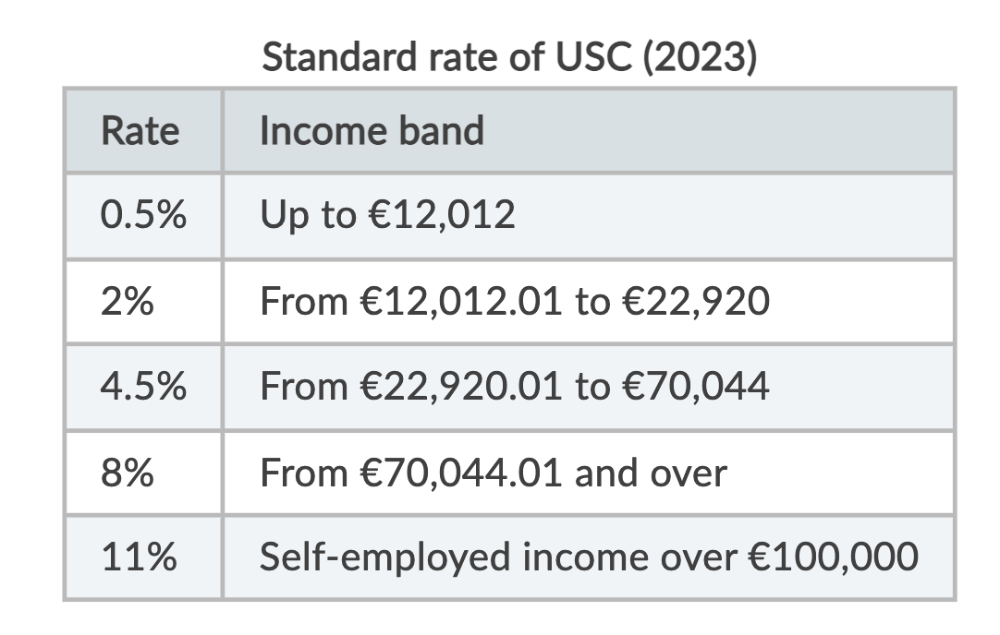 Standard rate of USC (2023)
Rate Income band
0.5% Up to €12,012
2% From €12,012.01 to €22,920
4.5% From €22,920.01 to €70,044
8% From €70,044.01 and over
11% Self-employed income over €100,000